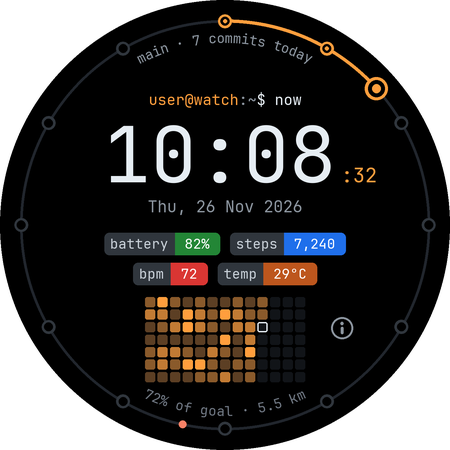 main · 7 commits today
user@watch:~$ now
10:08 :32
Thu, 26 Nov 2026
battery 82% steps 7,240
bpm 72 temp 29°C
72% of goal · 5.5 km